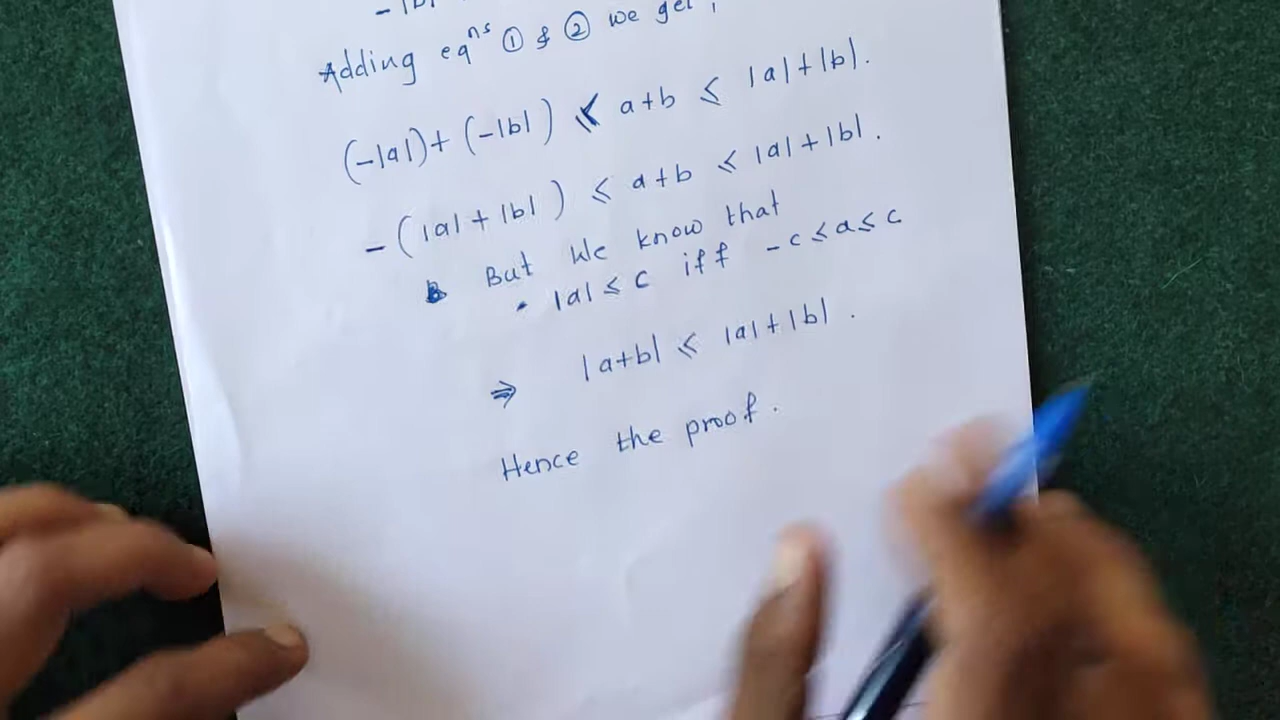 - |b|
Adding eqns ① & ② we get,
(-|a|) + (-|b|) ≤ a+b ≤ |a|+|b|.
- (|a| + |b|) ≤ a+b ≤ |a|+|b|.
But We know that
• |a| ≤ c iff -c ≤ a ≤ c
⇒ |a+b| ≤ |a|+|b|.
Hence the proof.